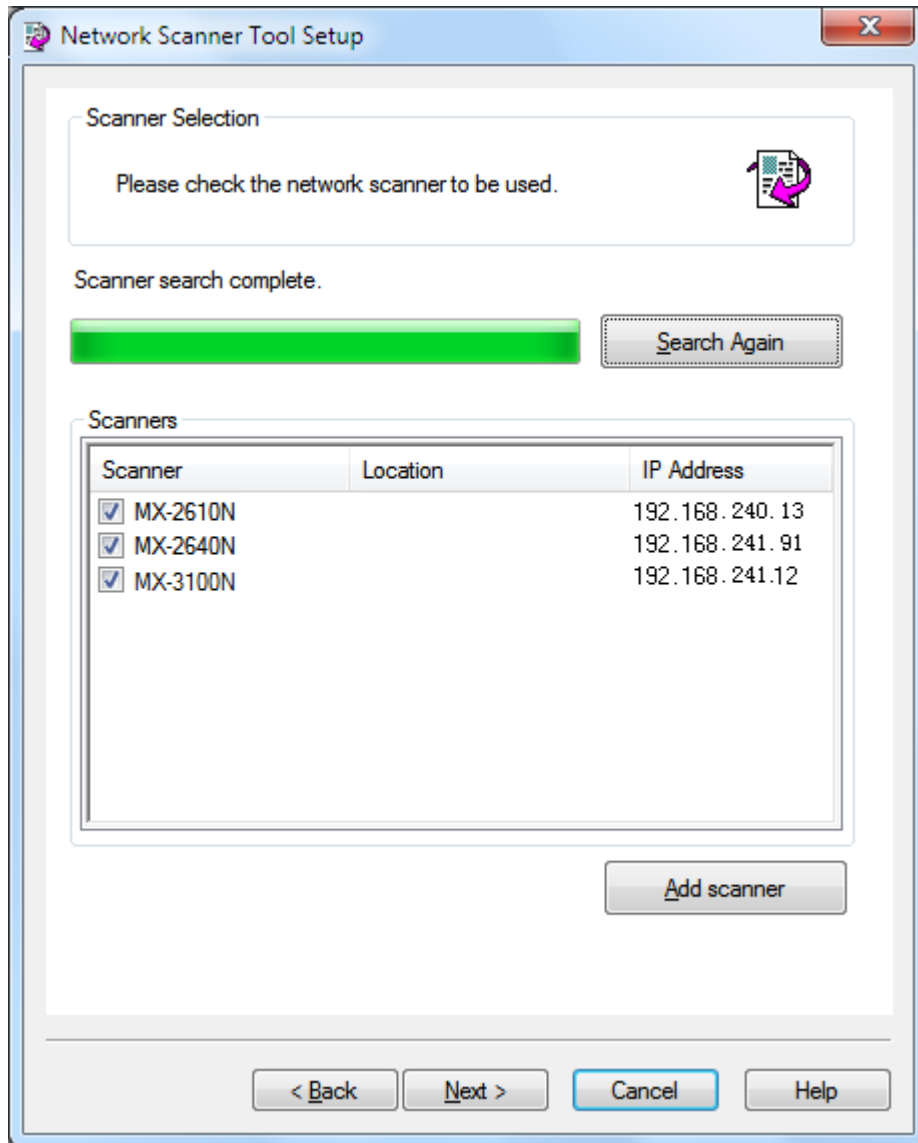 Network Scanner Tool Setup
Scanner Selection
Please check the network scanner to be used.
Scanner search complete.
Search Again
Scanners
Scanner Location IP Address
MX-2610N 192.168.240.13
MX-2640N 192.168.241.91
MX-3100N 192.168.241.12
Add scanner
< Back Next > Cancel Help